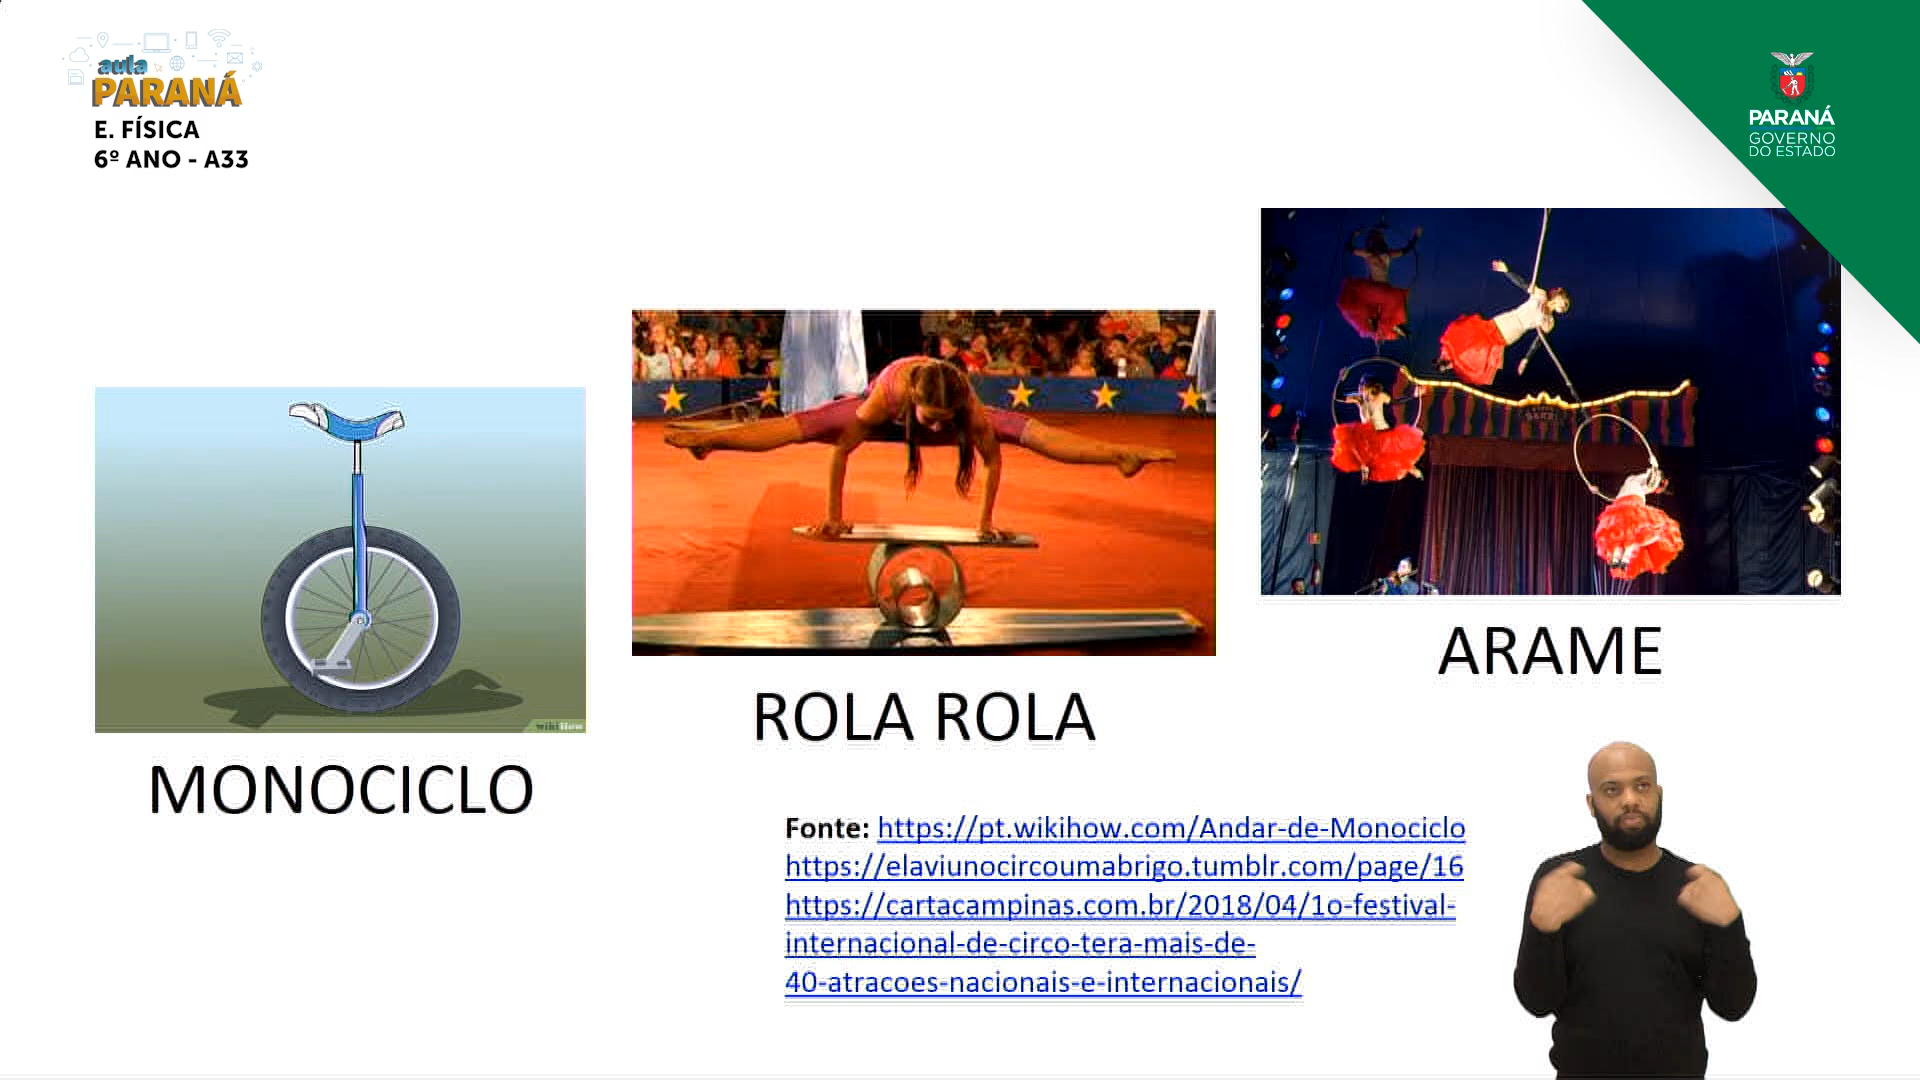 aula
PARANÁ
E. FÍSICA
6º ANO - A33
PARANÁ
GOVERNO
DO ESTADO
wikiHow
MONOCICLO
ROLA ROLA
ARAME
Fonte: https://pt.wikihow.com/Andar-de-Monociclo
https://elaviunocircoumabrigo.tumblr.com/page/16
https://cartacampinas.com.br/2018/04/1o-festival-
internacional-de-circo-tera-mais-de-
40-atracoes-nacionais-e-internacionais/